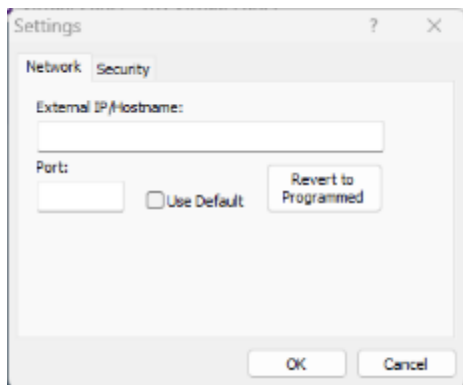 Settings
?
Network Security
External IP/Hostname:
Port:
Use Default
Revert to
Programmed
OK Cancel